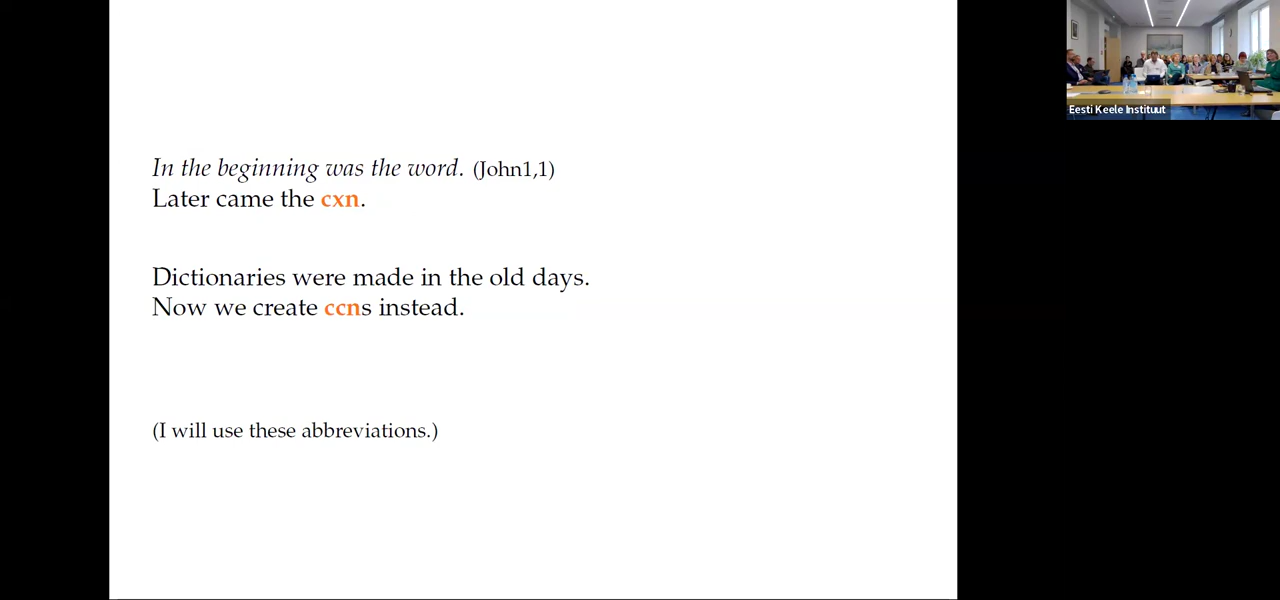 In the beginning was the word. (John1,1)
Later came the cxn.
Dictionaries were made in the old days.
Now we create ccns instead.
(I will use these abbreviations.)
Eesti Keele Instituut